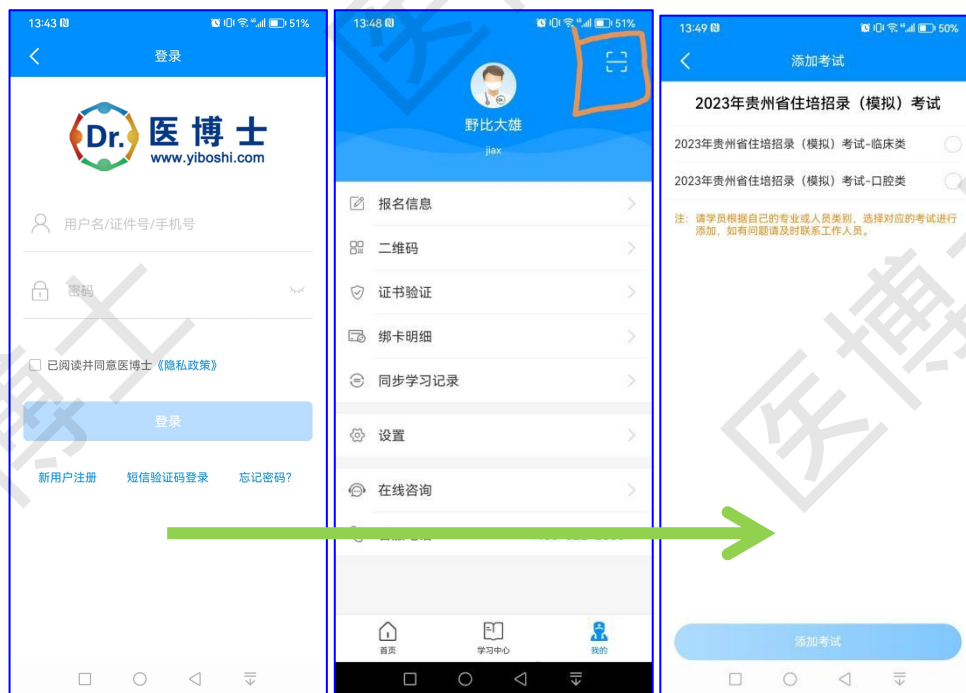 13:43
51%
登录
Dr. 医博士
www.yiboshi.com
用户名/证件号/手机号
密码
已阅读并同意医博士《隐私政策》
登录
新用户注册 短信验证码登录 忘记密码?
13:48
51%
野比大雄
jiax
报名信息
二维码
证书验证
绑卡明细
同步学习记录
设置
在线咨询
首页 学习中心 我的
13:49
50%
添加考试
2023年贵州省住培招录（模拟）考试
2023年贵州省住培招录（模拟）考试-临床类
2023年贵州省住培招录（模拟）考试-口腔类
注：请学员根据自己的专业或人员类别，选择对应的考试进行
添加，如有问题请及时联系工作人员。
添加考试
医博士